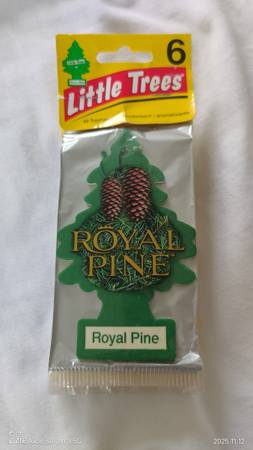 6
Little Trees
ROYAL
PINE
Royal Pine
2025.11.12